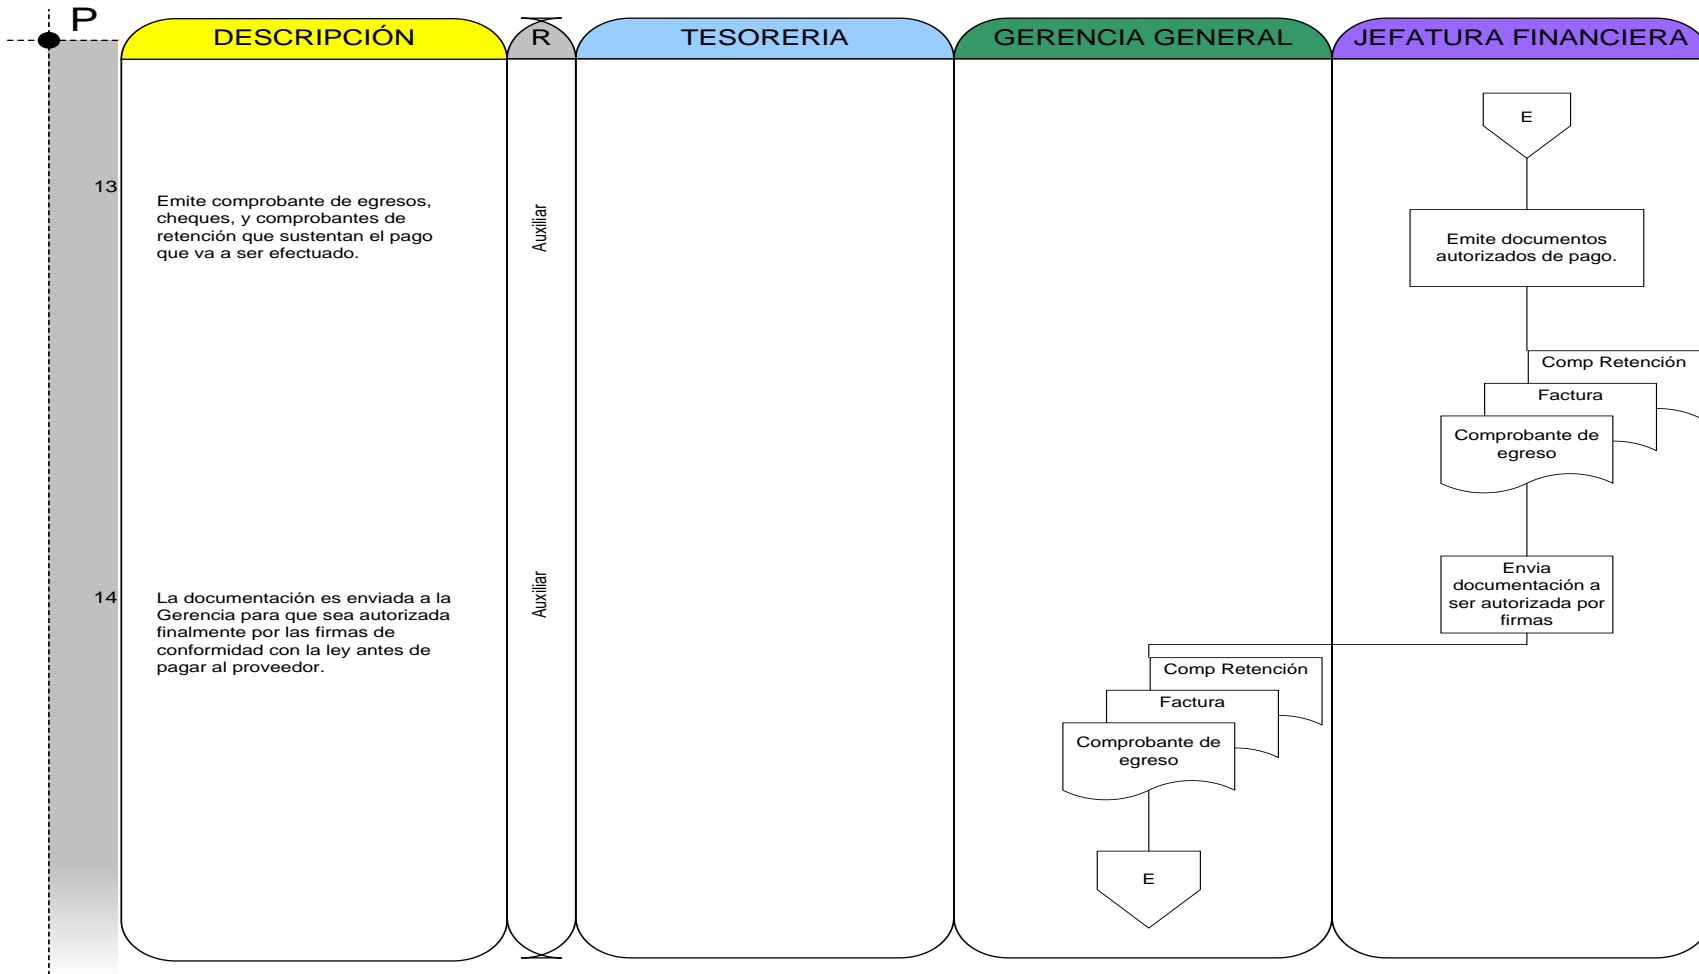 P
DESCRIPCIÓN
R
TESORERIA
GERENCIA GENERAL
JEFATURA FINANCIERA
E
13
Emite comprobante de egresos,
cheques, y comprobantes de
retención que sustentan el pago
que va a ser efectuado.
Auxiliar
Emite documentos
autorizados de pago.
Comp Retención
Factura
Comprobante de
egreso
14
La documentación es enviada a la
Gerencia para que sea autorizada
finalmente por las firmas de
conformidad con la ley antes de
pagar al proveedor.
Auxiliar
Envia
documentación a
ser autorizada por
firmas
Comp Retención
Factura
Comprobante de
egreso
E